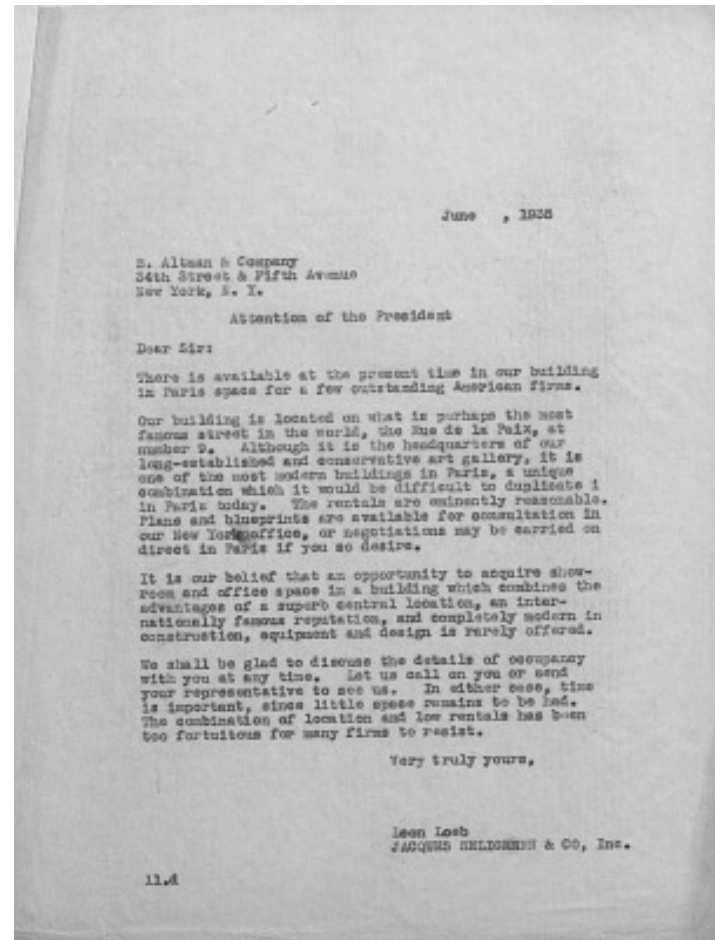 June , 1935
B. Altman & Company
34th Street & Fifth Avenue
New York, N. Y.
Attention of the President
Dear Sir:
There is available at the present time in our building
in Paris space for a few outstanding American firms.
Our building is located on what is perhaps the most
famous street in the world, the Rue de la Paix, at
number 9. Although it is the headquarters of our
long-established and conservative art gallery, it is
one of the most modern buildings in Paris, a unique
combination which it would be difficult to duplicate i
in Paris today. The rentals are eminently reasonable.
Plans and blueprints are available for consultation in
our New York office, or negotiations may be carried on
direct in Paris if you so desire.
It is our belief that an opportunity to acquire show-
room and office space in a building which combines the
advantages of a superb central location, an inter-
nationally famous reputation, and completely modern in
construction, equipment and design is rarely offered.
We shall be glad to discuss the details of occupancy
with you at any time. Let us call on you or send
your representative to see us. In either case, time
is important, since little space remains to be had.
The combination of location and low rentals has been
too fortuitous for many firms to resist.
Very truly yours,
Leon Loeb
JACQUES SELIGMANN & CO, Inc.